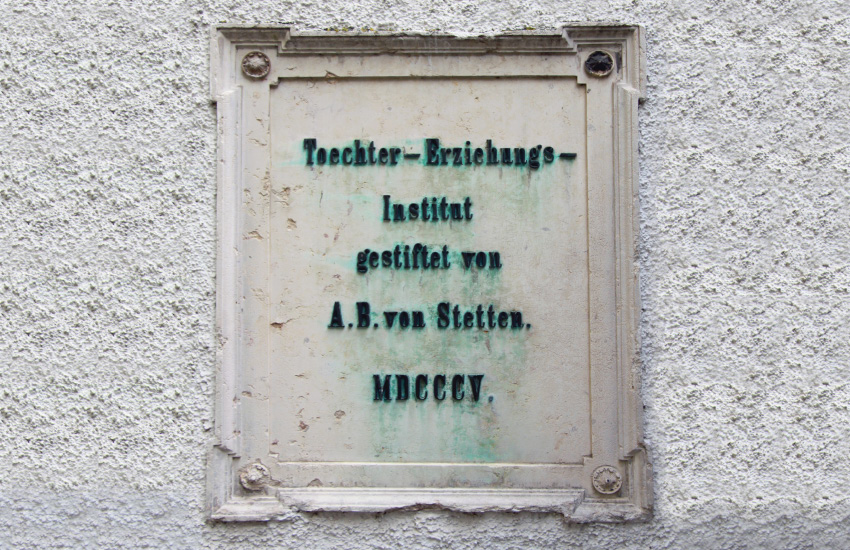 Toechter-Erziehungs-
Institut
gestiftet von
A.B. von Stetten.
MDCCCV.